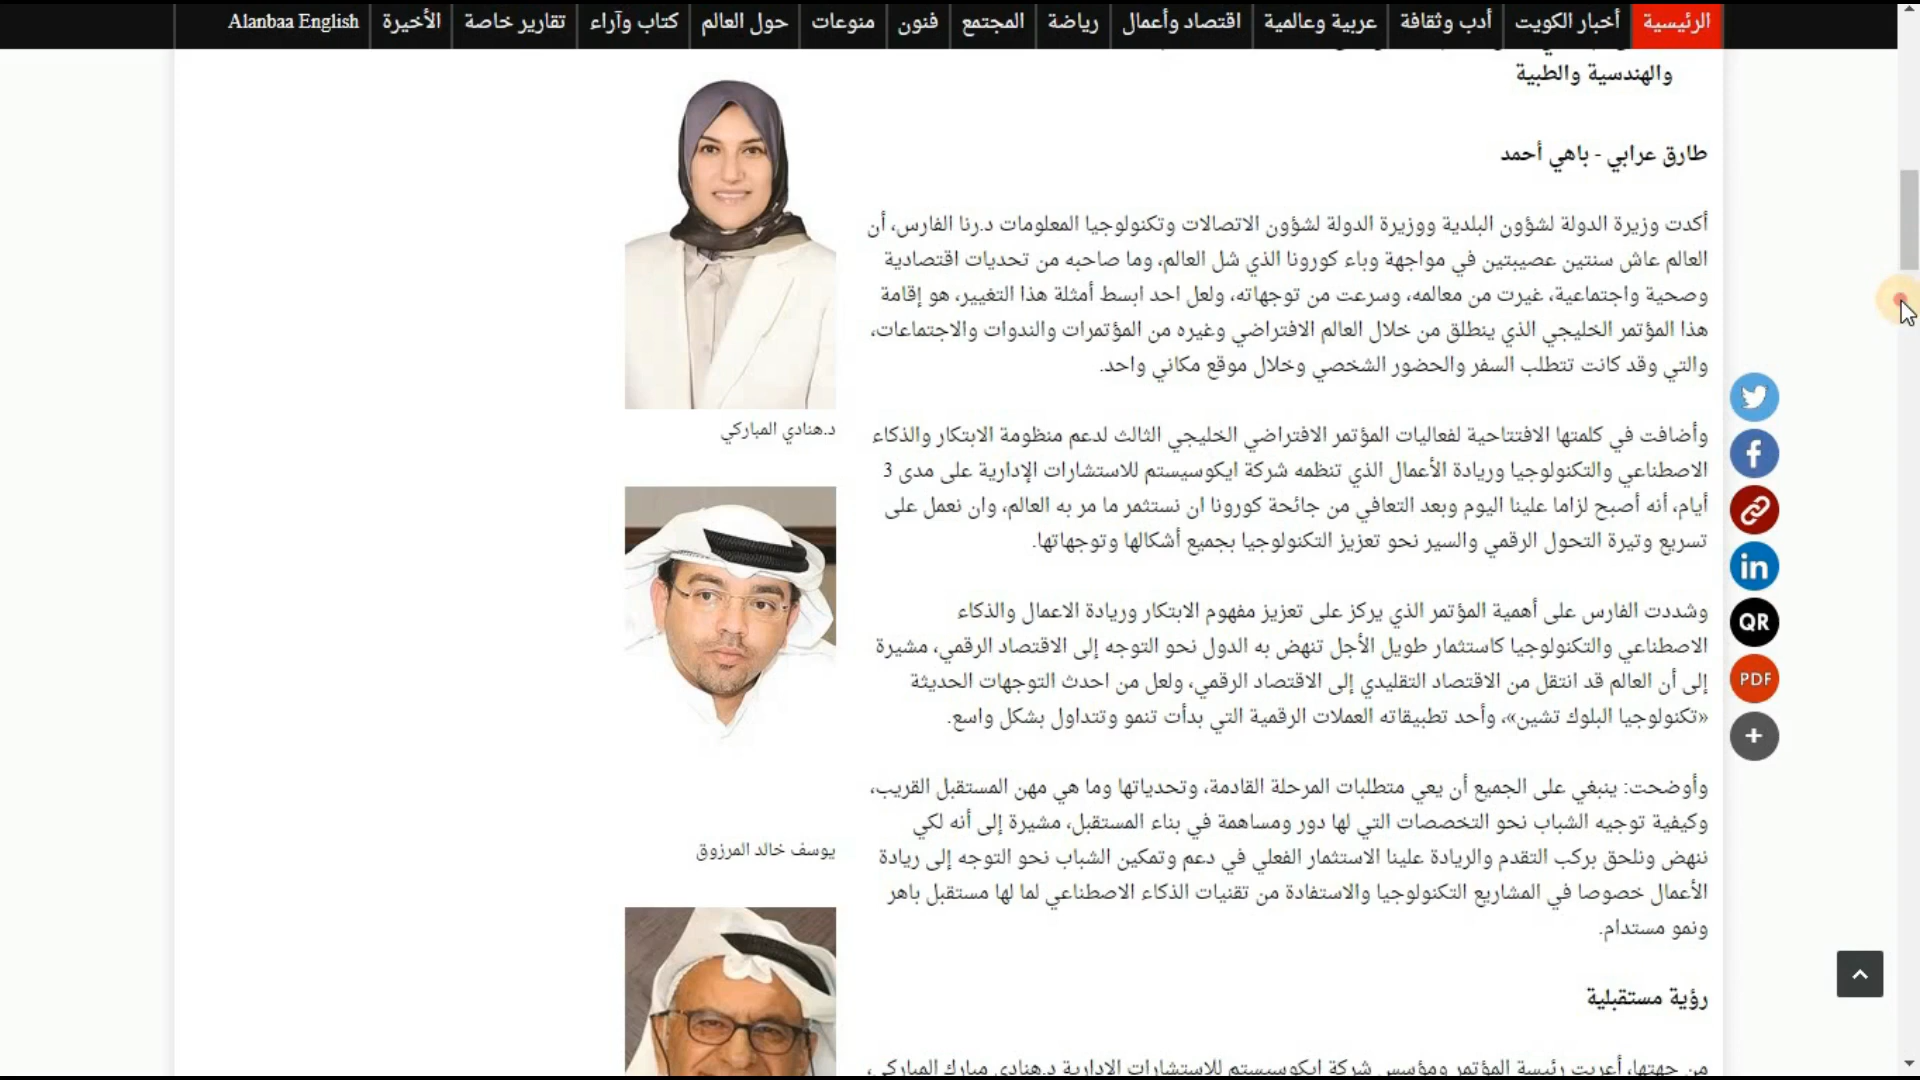 الرئيسية
أخبار الكويت
أدب وثقافة
عربية وعالمية
اقتصاد وأعمال
رياضة
المجتمع
فنون
منوعات
حول العالم
كتاب وآراء
تقارير خاصة
الأخيرة
Alanbaa English
والهندسية والطبية
طارق عرابي - باهي أحمد
أكدت وزيرة الدولة لشؤون البلدية ووزيرة الدولة لشؤون الاتصالات وتكنولوجيا المعلومات د.رنا الفارس، أن
العالم عاش سنتين عصيبتين في مواجهة وباء كورونا الذي شل العالم، وما صاحبه من تحديات اقتصادية
وصحية واجتماعية، غيرت من معالمه، وسرعت من توجهاته، ولعل احد ابسط أمثلة هذا التغيير، هو إقامة
هذا المؤتمر الخليجي الذي ينطلق من خلال العالم الافتراضي وغيره من المؤتمرات والندوات والاجتماعات،
والتي وقد كانت تتطلب السفر والحضور الشخصي وخلال موقع مكاني واحد.
د.هنادي المباركي
وأضافت في كلمتها الافتتاحية لفعاليات المؤتمر الافتراضي الخليجي الثالث لدعم منظومة الابتكار والذكاء
الاصطناعي والتكنولوجيا وريادة الأعمال الذي تنظمه شركة ايكوسيستم للاستشارات الإدارية على مدى 3
أيام، أنه أصبح لزاما علينا اليوم وبعد التعافي من جائحة كورونا ان نستثمر ما مر به العالم، وان نعمل على
تسريع وتيرة التحول الرقمي والسير نحو تعزيز التكنولوجيا بجميع أشكالها وتوجهاتها.
وشددت الفارس على أهمية المؤتمر الذي يركز على تعزيز مفهوم الابتكار وريادة الاعمال والذكاء
الاصطناعي والتكنولوجيا كاستثمار طويل الأجل تنهض به الدول نحو التوجه إلى الاقتصاد الرقمي، مشيرة
إلى أن العالم قد انتقل من الاقتصاد التقليدي إلى الاقتصاد الرقمي، ولعل من احدث التوجهات الحديثة
«تكنولوجيا البلوك تشين»، وأحد تطبيقاته العملات الرقمية التي بدأت تنمو وتتداول بشكل واسع.
وأوضحت: ينبغي على الجميع أن يعي متطلبات المرحلة القادمة، وتحدياتها وما هي مهن المستقبل القريب،
وكيفية توجيه الشباب نحو التخصصات التي لها دور ومساهمة في بناء المستقبل، مشيرة إلى أنه لكي
ننهض ونلحق بركب التقدم والريادة علينا الاستثمار الفعلي في دعم وتمكين الشباب نحو التوجه إلى ريادة
الأعمال خصوصا في المشاريع التكنولوجيا والاستفادة من تقنيات الذكاء الاصطناعي لما لها مستقبل باهر
ونمو مستدام.
يوسف خالد المرزوق
رؤية مستقبلية
من جهتها، أعربت رئيسة المؤتمر ومؤسس شركة ايكوسيستم للاستشارات الإدارية د.هنادي مبارك المباركي،
QR
PDF